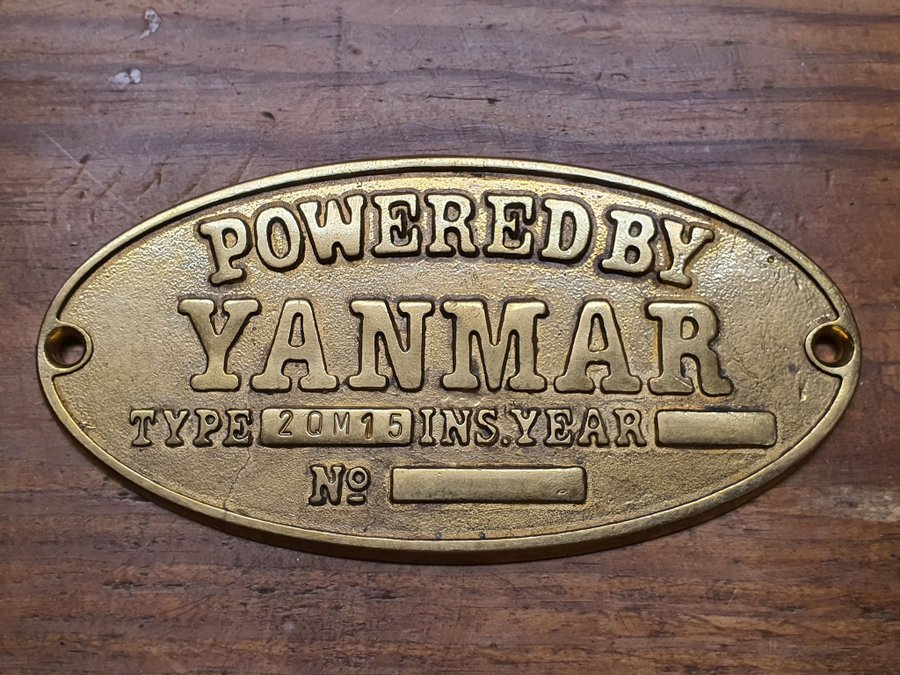 POWERED BY
YANMAR
TYPE 2QM15 INS. YEAR
Nº